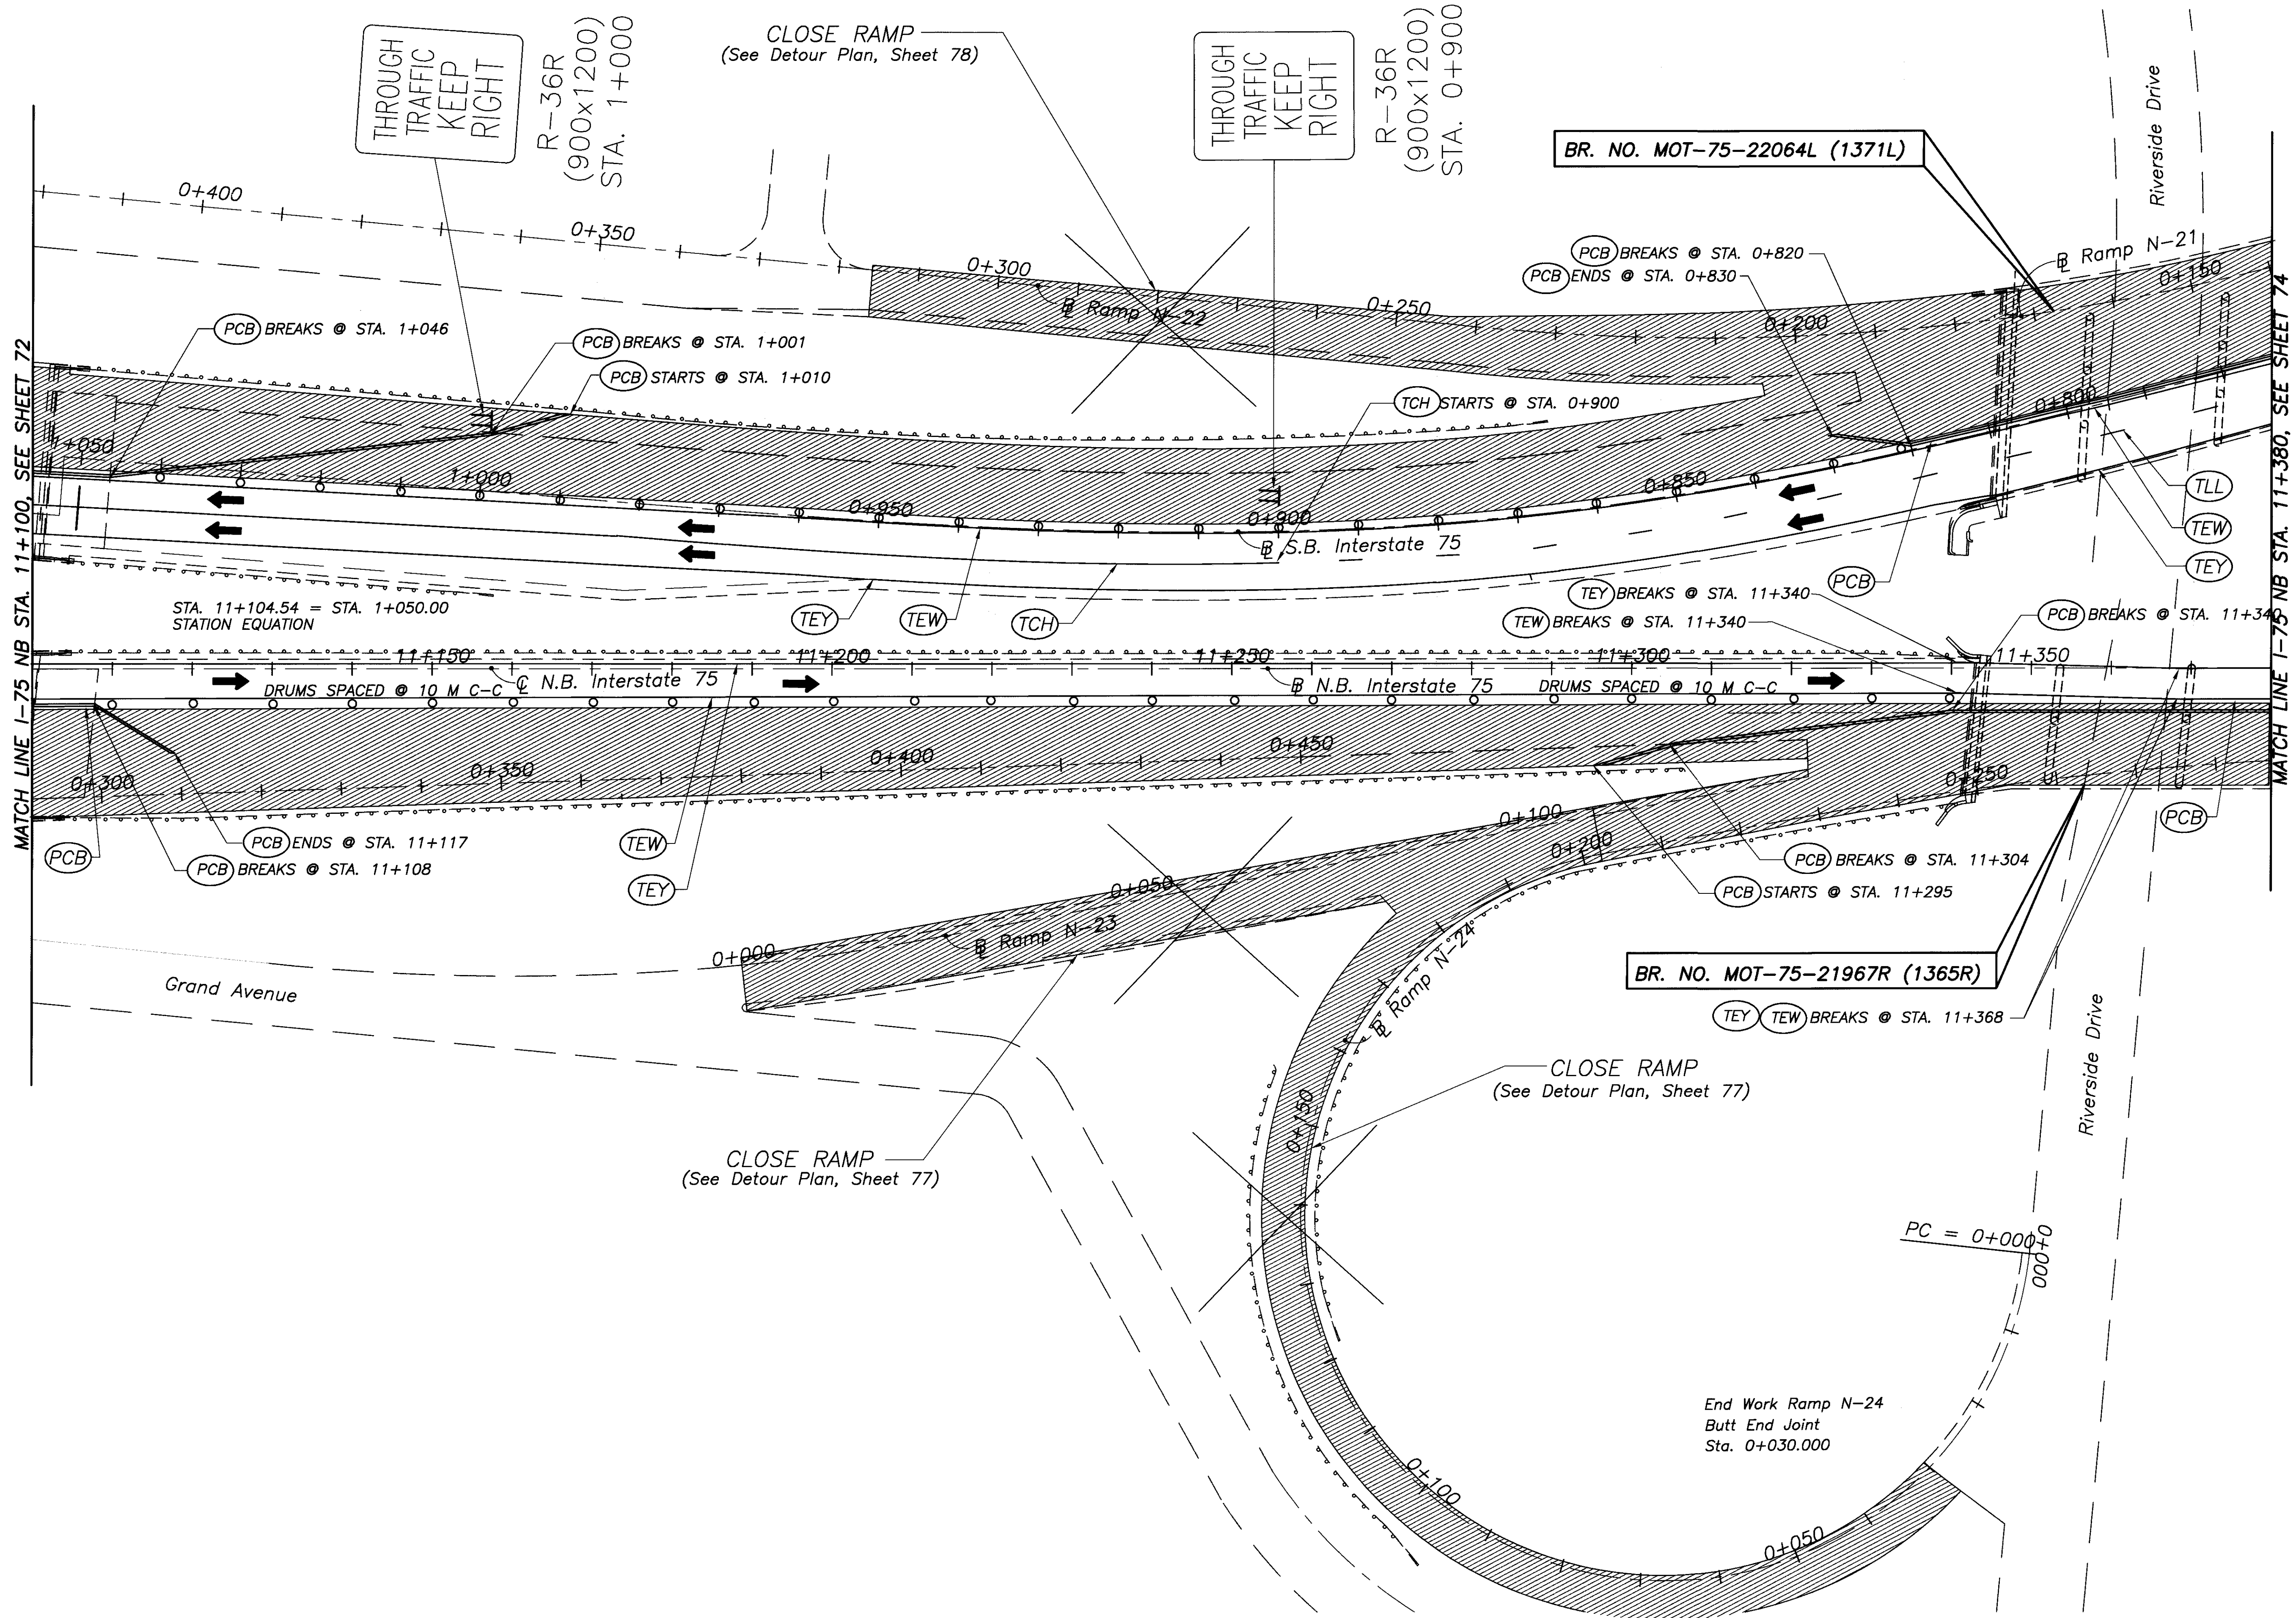 THROUGH
TRAFFIC
KEEP
RIGHT
R-36R
(900x1200)
STA. 1+000
CLOSE RAMP
(See Detour Plan, Sheet 78)
THROUGH
TRAFFIC
KEEP
RIGHT
R-36R
(900x1200)
STA. 0+900
BR. NO. MOT-75-22064L (1371L)
Riverside Drive
0+400
0+350
0+300
0+250
0+200
0+150
℄ Ramp N-22
℄ Ramp N-21
PCB BREAKS @ STA. 0+820
PCB ENDS @ STA. 0+830
PCB BREAKS @ STA. 1+046
PCB BREAKS @ STA. 1+001
PCB STARTS @ STA. 1+010
TCH STARTS @ STA. 0+900
MATCH LINE I-75 NB STA. 11+100, SEE SHEET 72
MATCH LINE I-75 NB STA. 11+380, SEE SHEET 74
1+050
1+000
0+950
0+900
0+850
0+800
℄ S.B. Interstate 75
TLL
TEW
TEY
PCB
STA. 11+104.54 = STA. 1+050.00
STATION EQUATION
TEY
TEW
TCH
TEY BREAKS @ STA. 11+340
TEW BREAKS @ STA. 11+340
PCB BREAKS @ STA. 11+340
11+150
11+200
11+250
11+300
11+350
DRUMS SPACED @ 10 M C-C
℄ N.B. Interstate 75
℄ N.B. Interstate 75
DRUMS SPACED @ 10 M C-C
0+300
0+350
0+400
0+450
0+250
PCB
PCB ENDS @ STA. 11+117
PCB BREAKS @ STA. 11+108
TEW
TEY
0+000
0+050
0+100
0+200
℄ Ramp N-23
℄ Ramp N-24
PCB
PCB BREAKS @ STA. 11+304
PCB STARTS @ STA. 11+295
BR. NO. MOT-75-21967R (1365R)
TEY TEW BREAKS @ STA. 11+368
Grand Avenue
Riverside Drive
CLOSE RAMP
(See Detour Plan, Sheet 77)
CLOSE RAMP
(See Detour Plan, Sheet 77)
0+150
PC = 0+000
0+000
End Work Ramp N-24
Butt End Joint
Sta. 0+030.000
0+100
0+050